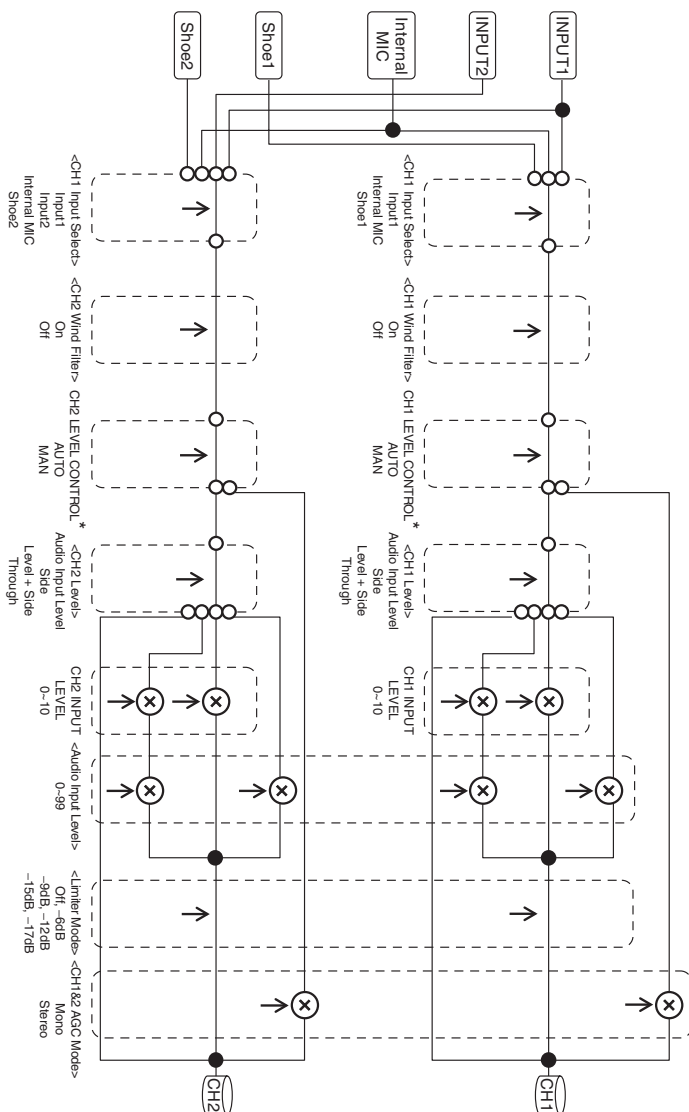 INPUT1
INPUT2
Internal
MIC
Shoe1
Shoe2
<CH1 Input Select>
Input1
Internal MIC
Shoe1
<CH1 Wind Filter>
On
Off
CH1 LEVEL CONTROL *
AUTO
MAN
<CH1 Level>
Audio Input Level
Side
Level + Side
Through
CH1 INPUT
LEVEL
0~10
CH1
<CH1 Input Select>
Input1
Input2
Internal MIC
Shoe2
<CH2 Wind Filter>
On
Off
CH2 LEVEL CONTROL *
AUTO
MAN
<CH2 Level>
Audio Input Level
Side
Level + Side
Through
CH2 INPUT
LEVEL
0~10
<Audio Input Level>
0~99
<Limiter Mode>
Off, –6dB
–9dB, –12dB
–15dB, –17dB
<CH1&2 AGC Mode>
Mono
Stereo
CH2